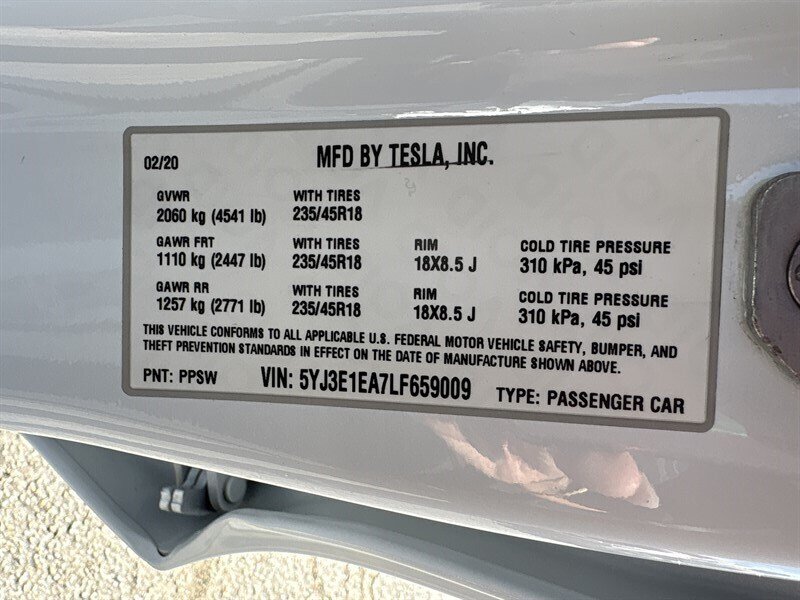 02/20 MFD BY TESLA, INC.
GVWR WITH TIRES
2060 kg (4541 lb) 235/45R18
GAWR FRT WITH TIRES RIM COLD TIRE PRESSURE
1110 kg (2447 lb) 235/45R18 18X8.5 J 310 kPa, 45 psi
GAWR RR WITH TIRES RIM COLD TIRE PRESSURE
1257 kg (2771 lb) 235/45R18 18X8.5 J 310 kPa, 45 psi
THIS VEHICLE CONFORMS TO ALL APPLICABLE U.S. FEDERAL MOTOR VEHICLE SAFETY, BUMPER, AND
THEFT PREVENTION STANDARDS IN EFFECT ON THE DATE OF MANUFACTURE SHOWN ABOVE.
PNT: PPSW VIN: 5YJ3E1EA7LF659009 TYPE: PASSENGER CAR